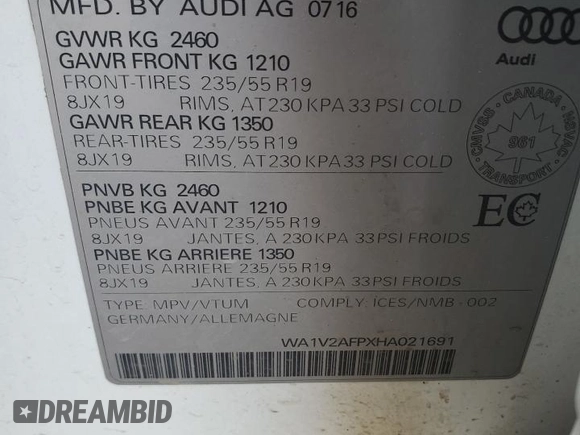 MFD. BY AUDI AG 07 16
GVWR KG 2460
GAWR FRONT KG 1210
FRONT-TIRES 235/55 R19
8JX19 RIMS, AT 230 KPA 33 PSI COLD
GAWR REAR KG 1350
REAR-TIRES 235/55 R19
8JX19 RIMS, AT 230 KPA 33 PSI COLD
PNVB KG 2460
PNBE KG AVANT 1210
PNEUS AVANT 235/55 R19
8JX19 JANTES, A 230 KPA 33 PSI FROIDS
PNBE KG ARRIERE 1350
PNEUS ARRIERE 235/55 R19
8JX19 JANTES, A 230 KPA 33 PSI FROIDS
TYPE: MPV/VTUM COMPLY: ICES/NMB - 002
GERMANY/ALLEMAGNE
WA1V2AFPXHA021691
Audi
CANADA
CMVSS NSVAC
961
TRANSPORT
EC
DREAMBID